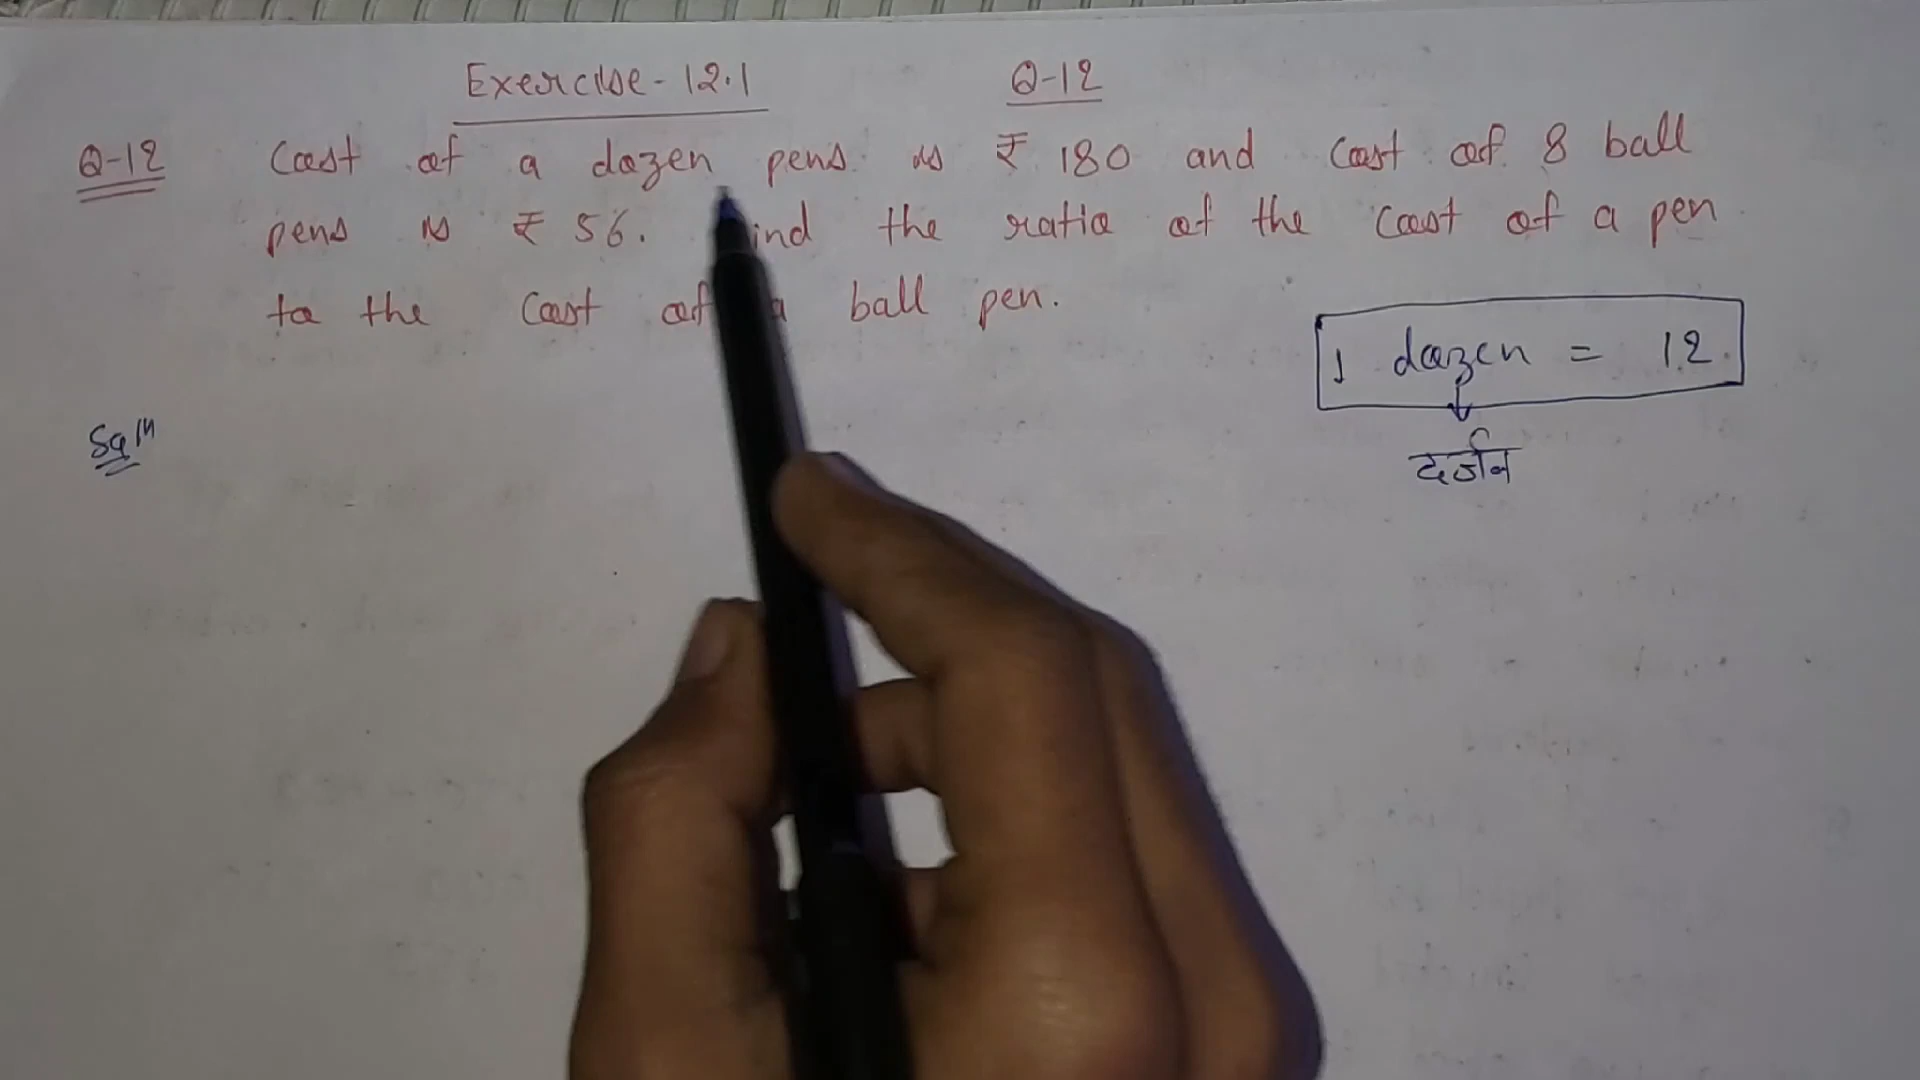 Exercise - 12.1 Q-12
Q-12 Cost of a dozen pens is ₹ 180 and cost of 8 ball
pens is ₹ 56. the ratio of the cost of a pen
to the cost of ball pen.
1 dozen = 12.
दर्जन
Solⁿ